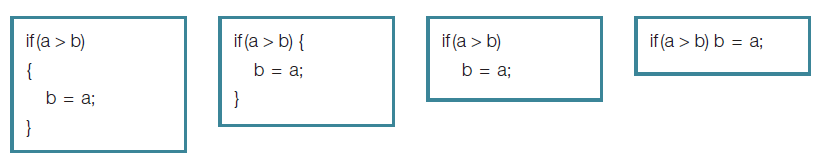 if(a > b)
{
b = a;
}
if(a > b) {
b = a;
}
if(a > b)
b = a;
if(a > b) b = a;